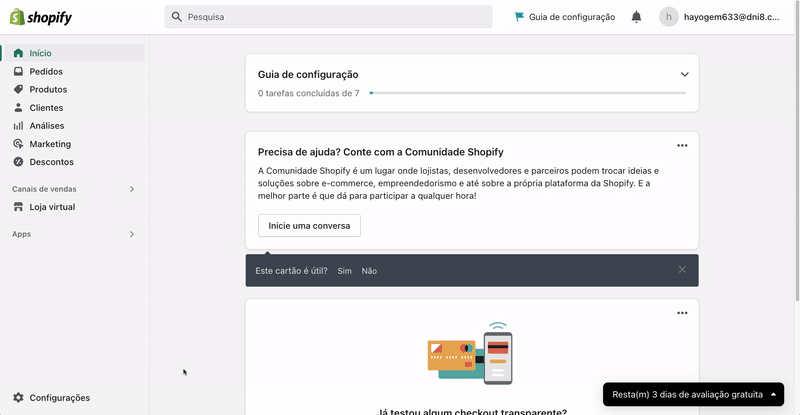 shopify
Pesquisa
Guia de configuração
h
hayogem633@dni8.c...
Início
Pedidos
Produtos
Clientes
Análises
Marketing
Descontos
Canais de vendas
Loja virtual
Apps
Configurações
Guia de configuração
0 tarefas concluídas de 7
Precisa de ajuda? Conte com a Comunidade Shopify
A Comunidade Shopify é um lugar onde lojistas, desenvolvedores e parceiros podem trocar ideias e
soluções sobre e-commerce, empreendedorismo e até sobre a própria plataforma da Shopify. E a
melhor parte é que dá para participar a qualquer hora!
Inicie uma conversa
Este cartão é útil? Sim Não
Já testou algum checkout transparente?
Resta(m) 3 dias de avaliação gratuita